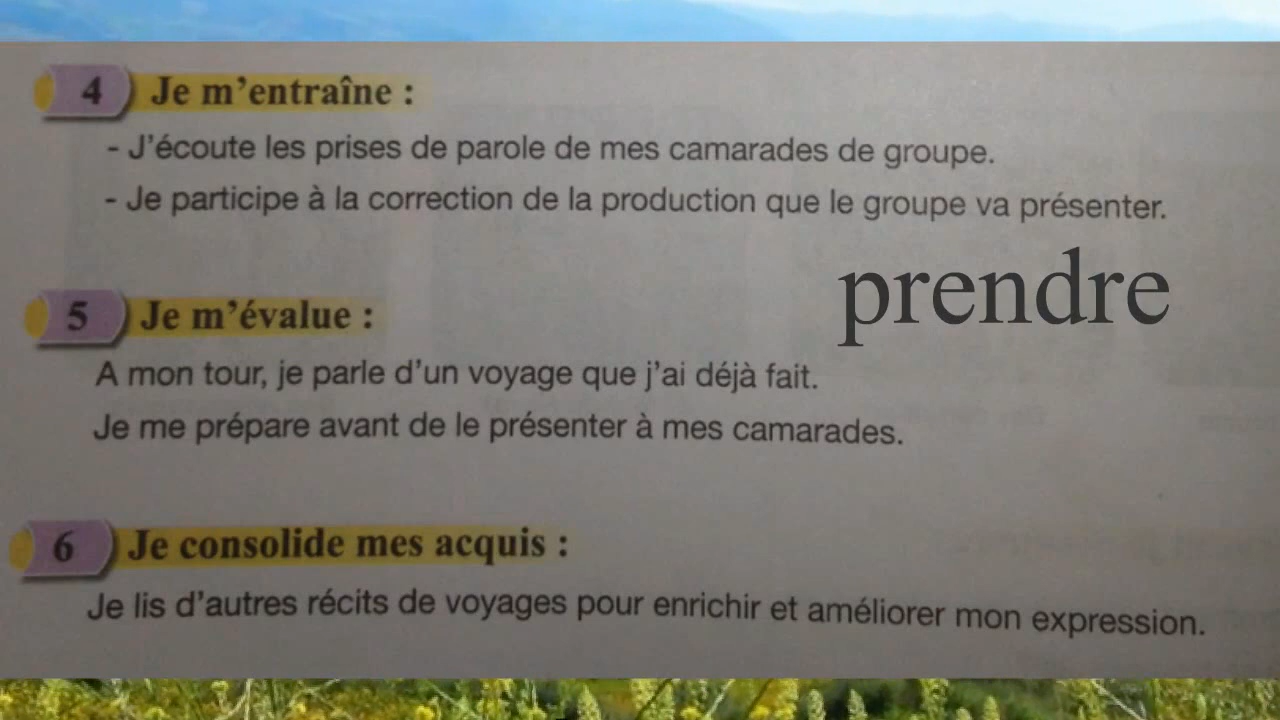 4 Je m'entraîne :
- J'écoute les prises de parole de mes camarades de groupe.
- Je participe à la correction de la production que le groupe va présenter.
prendre
5 Je m'évalue :
A mon tour, je parle d'un voyage que j'ai déjà fait.
Je me prépare avant de le présenter à mes camarades.
6 Je consolide mes acquis :
Je lis d'autres récits de voyages pour enrichir et améliorer mon expression.